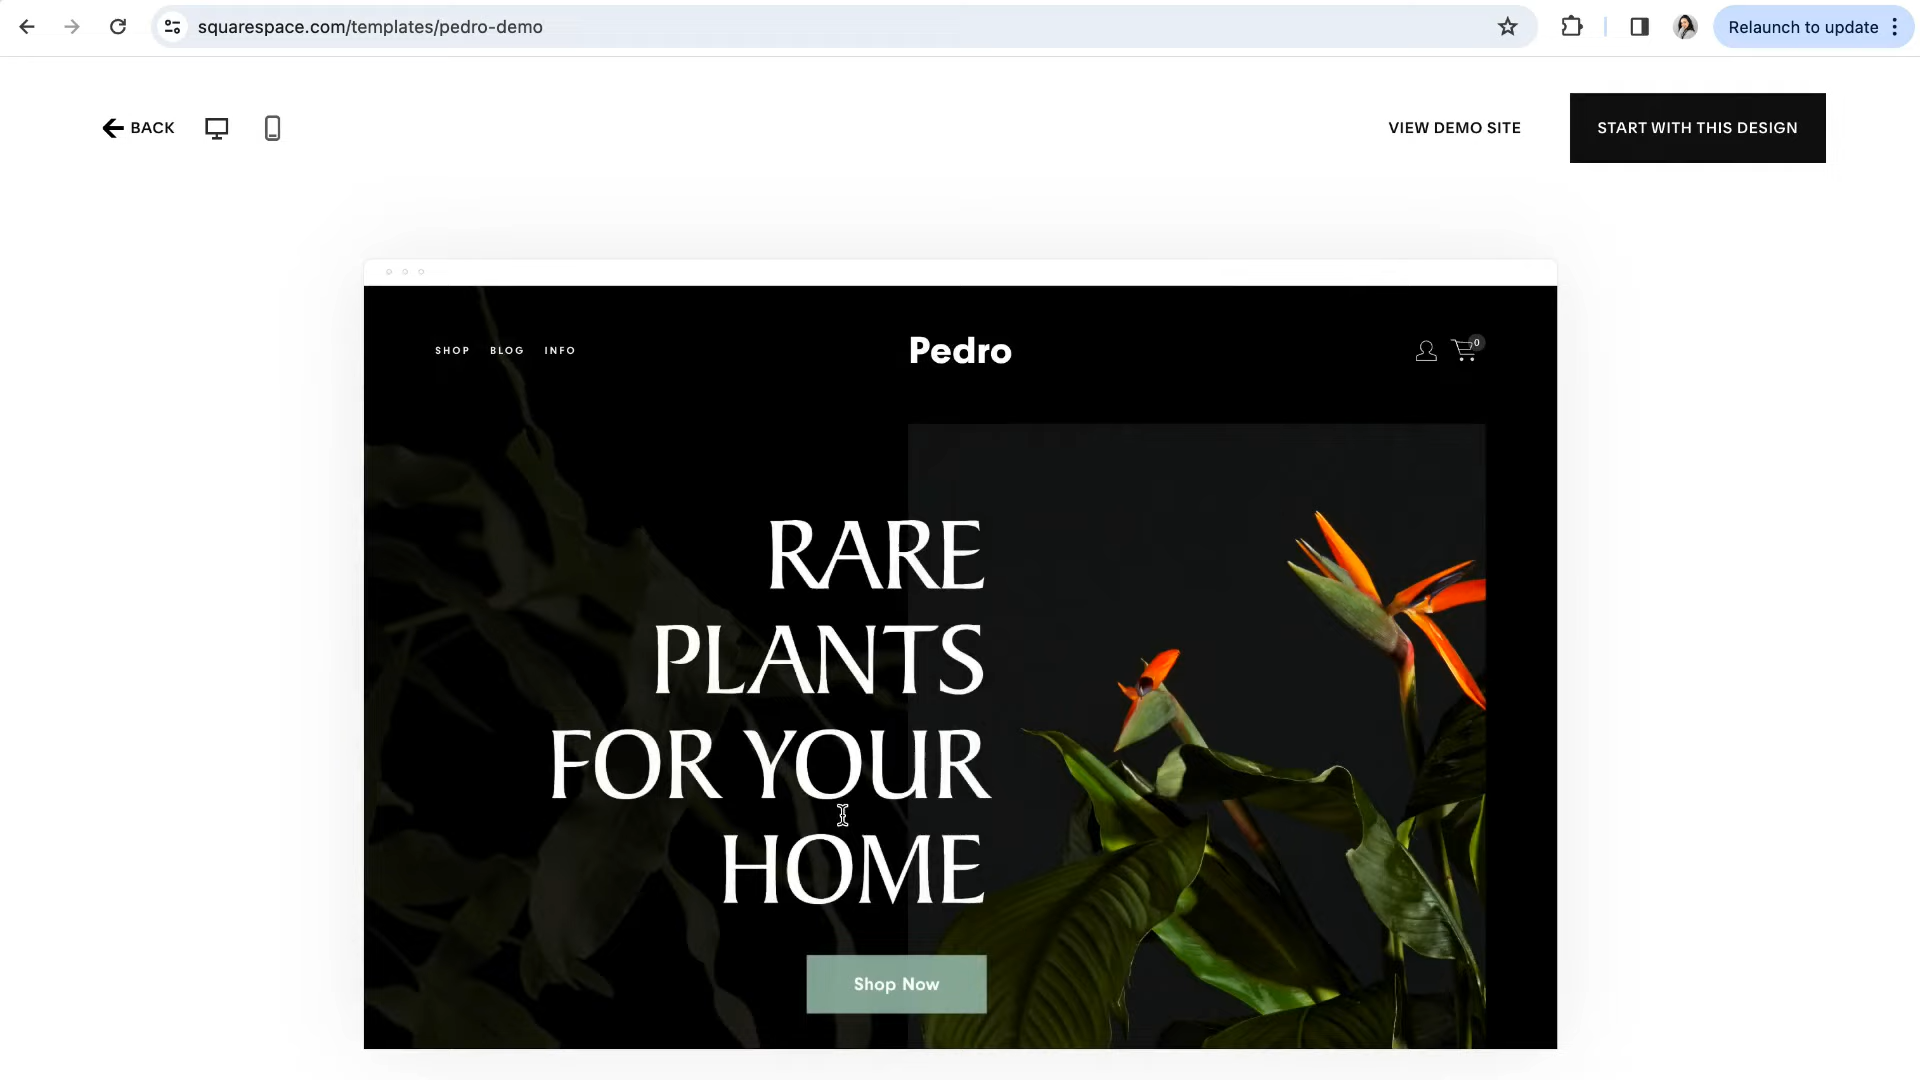 squarespace.com/templates/pedro-demo
Relaunch to update
BACK
VIEW DEMO SITE
START WITH THIS DESIGN
SHOP BLOG INFO
Pedro
0
RARE
PLANTS
FOR YOUR
HOME
Shop Now